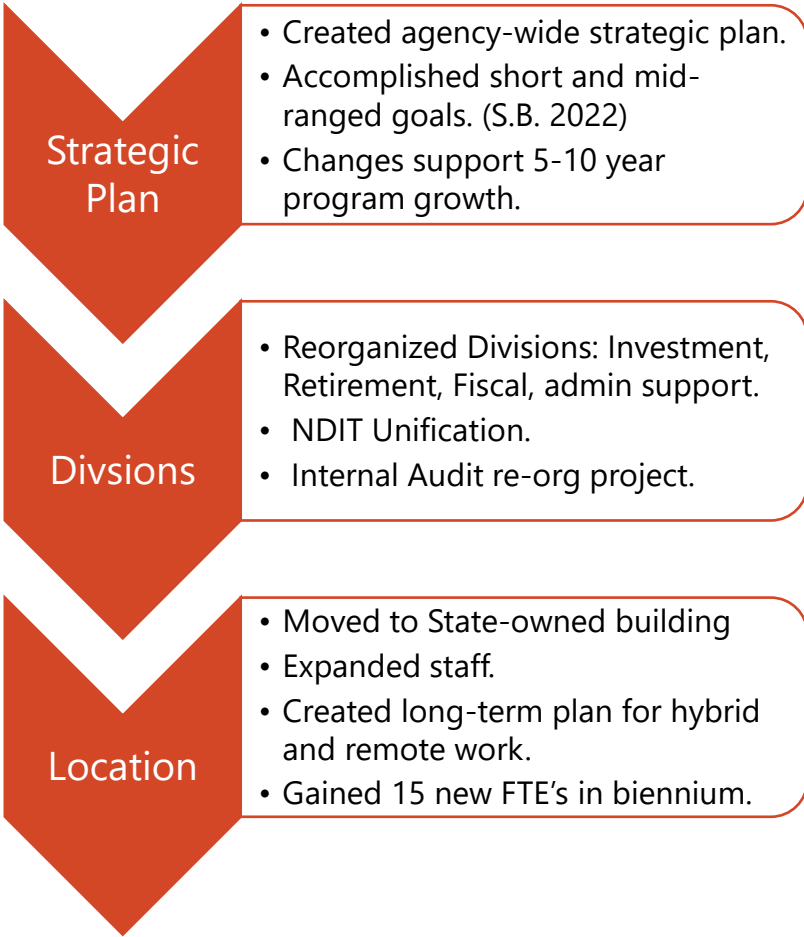 Strategic
Plan
• Created agency-wide strategic plan.
• Accomplished short and mid-
ranged goals. (S.B. 2022)
• Changes support 5-10 year
program growth.
Divsions
• Reorganized Divisions: Investment,
Retirement, Fiscal, admin support.
• NDIT Unification.
• Internal Audit re-org project.
Location
• Moved to State-owned building
• Expanded staff.
• Created long-term plan for hybrid
and remote work.
• Gained 15 new FTE’s in biennium.